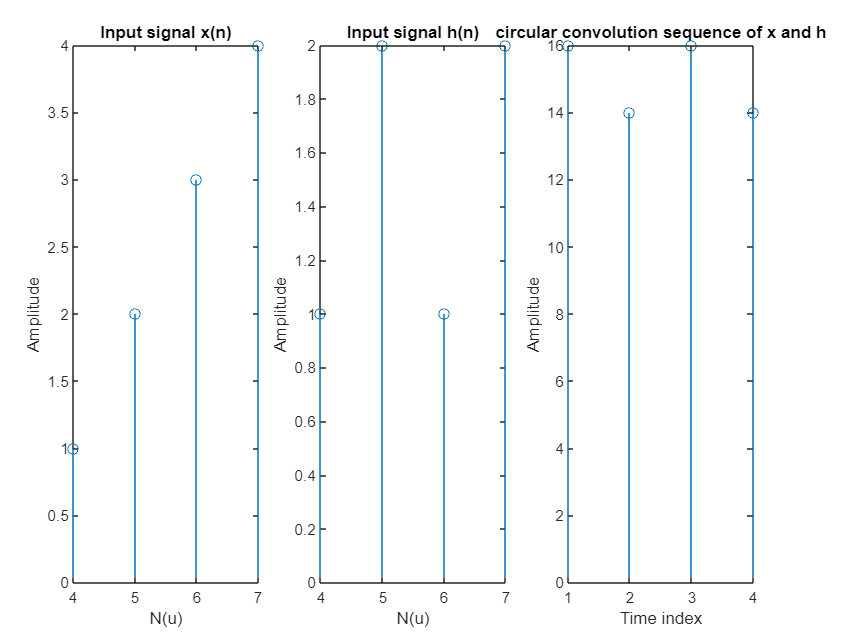 Input signal x(n)
4
3.5
3
2.5
2
1.5
1
0.5
0
Amplitude
4 5 6 7
N(u)
Input signal h(n)
2
1.8
1.6
1.4
1.2
1
0.8
0.6
0.4
0.2
0
Amplitude
4 5 6 7
N(u)
circular convolution sequence of x and h
16
14
12
10
8
6
4
2
0
Amplitude
1 2 3 4
Time index